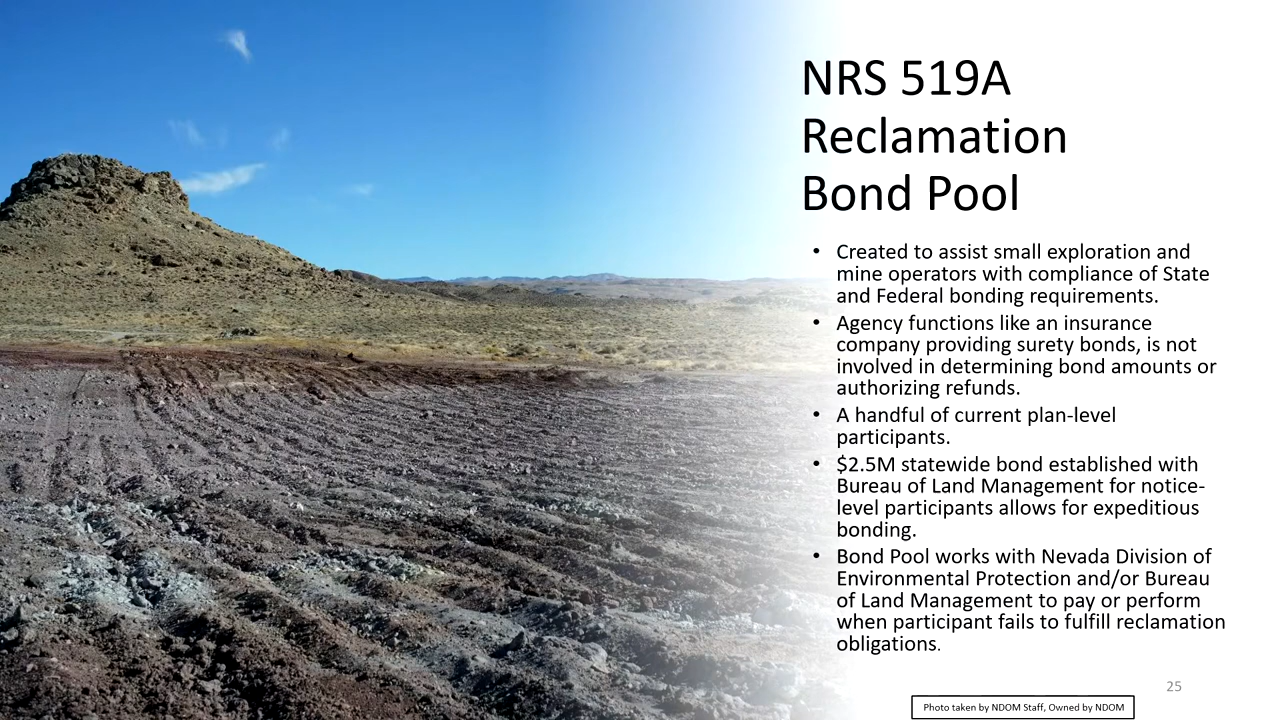 NRS 519A
Reclamation
Bond Pool
• Created to assist small exploration and
mine operators with compliance of State
and Federal bonding requirements.
• Agency functions like an insurance
company providing surety bonds, is not
involved in determining bond amounts or
authorizing refunds.
• A handful of current plan-level
participants.
• $2.5M statewide bond established with
Bureau of Land Management for notice-
level participants allows for expeditious
bonding.
• Bond Pool works with Nevada Division of
Environmental Protection and/or Bureau
of Land Management to pay or perform
when participant fails to fulfill reclamation
obligations.
25
Photo taken by NDOM Staff, Owned by NDOM